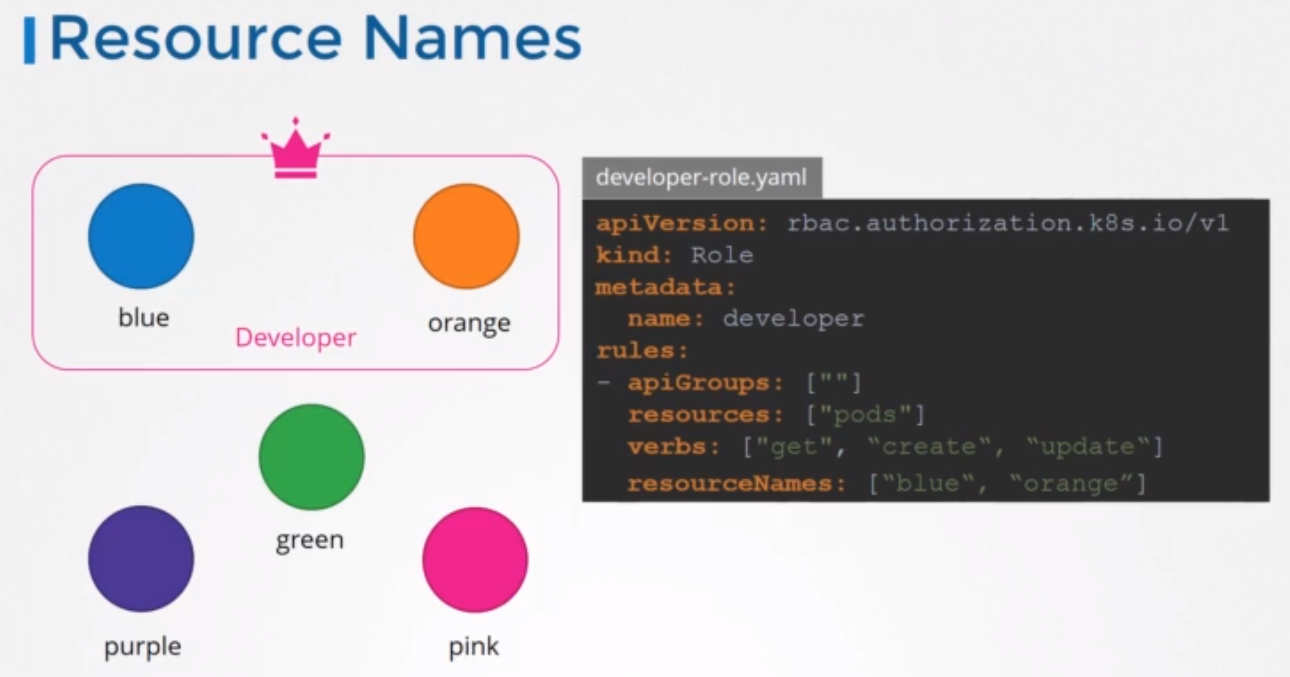 Resource Names
blue
orange
Developer
green
purple
pink
developer-role.yaml
apiVersion: rbac.authorization.k8s.io/v1
kind: Role
metadata:
  name: developer
rules:
- apiGroups: [""]
  resources: ["pods"]
  verbs: ["get", “create“, “update“]
  resourceNames: [“blue“, “orange”]